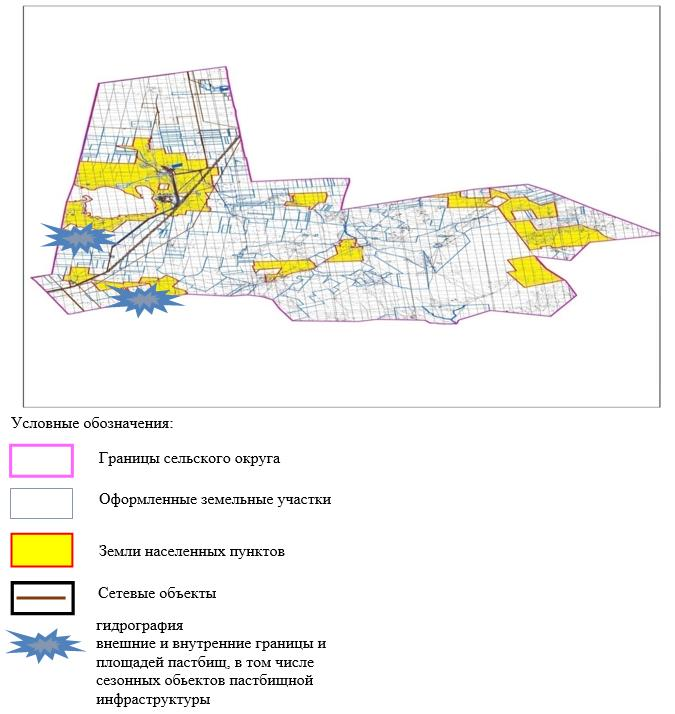 Условные обозначения:
Границы сельского округа
Оформленные земельные участки
Земли населенных пунктов
Сетевые объекты
гидрография
внешние и внутренние границы и
площадей пастбищ, в том числе
сезонных обьектов пастбищной
инфраструктуры